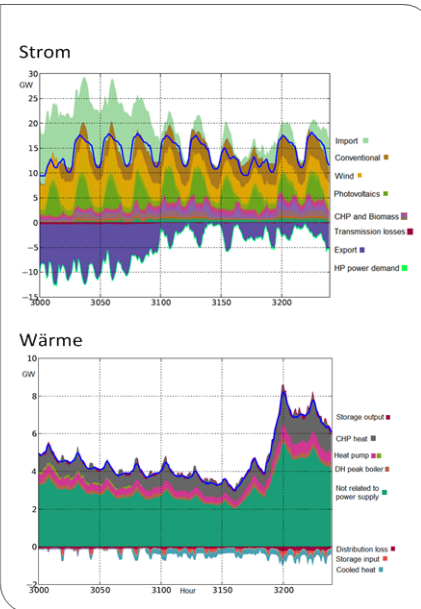 Strom
30
GW
25
20
15
10
5
0
−5
−10
−15
3000
3050
3100
3150
3200
Import
Conventional
Wind
Photovoltaics
CHP and Biomass
Transmission losses
Export
HP power demand
Wärme
10
GW
8
6
4
2
0
−2
3000
3050
3100
3150
3200
Hour
Storage output
CHP heat
Heat pump
DH peak boiler
Not related to
power supply
Distribution loss
Storage input
Cooled heat